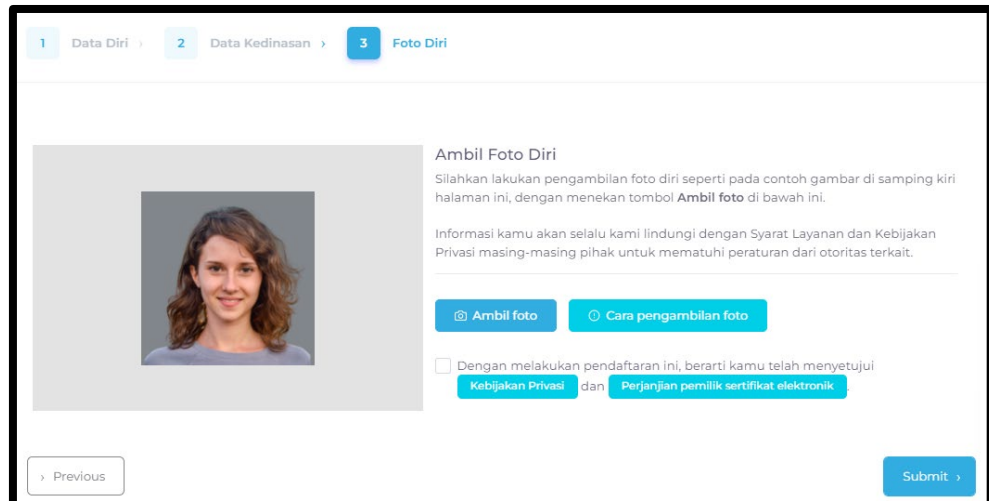 1 Data Diri › 2 Data Kedinasan › 3 Foto Diri
Ambil Foto Diri
Silahkan lakukan pengambilan foto diri seperti pada contoh gambar di samping kiri
halaman ini, dengan menekan tombol Ambil foto di bawah ini.
Informasi kamu akan selalu kami lindungi dengan Syarat Layanan dan Kebijakan
Privasi masing-masing pihak untuk mematuhi peraturan dari otoritas terkait.
Ambil foto Cara pengambilan foto
Dengan melakukan pendaftaran ini, berarti kamu telah menyetujui
Kebijakan Privasi dan Perjanjian pemilik sertifikat elektronik .
› Previous Submit ›